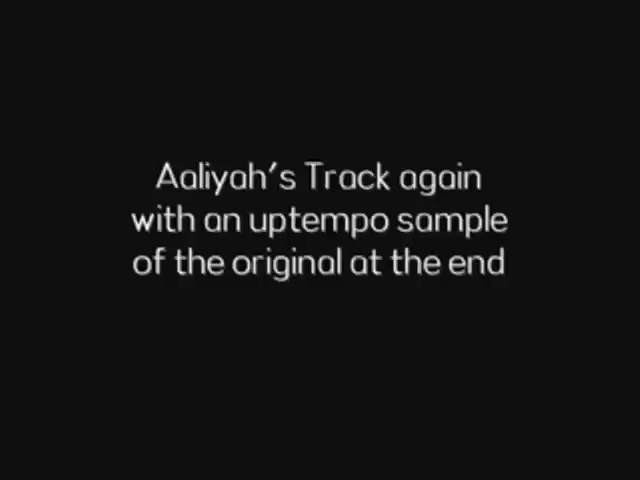 Aaliyah's Track again
with an uptempo sample
of the original at the end